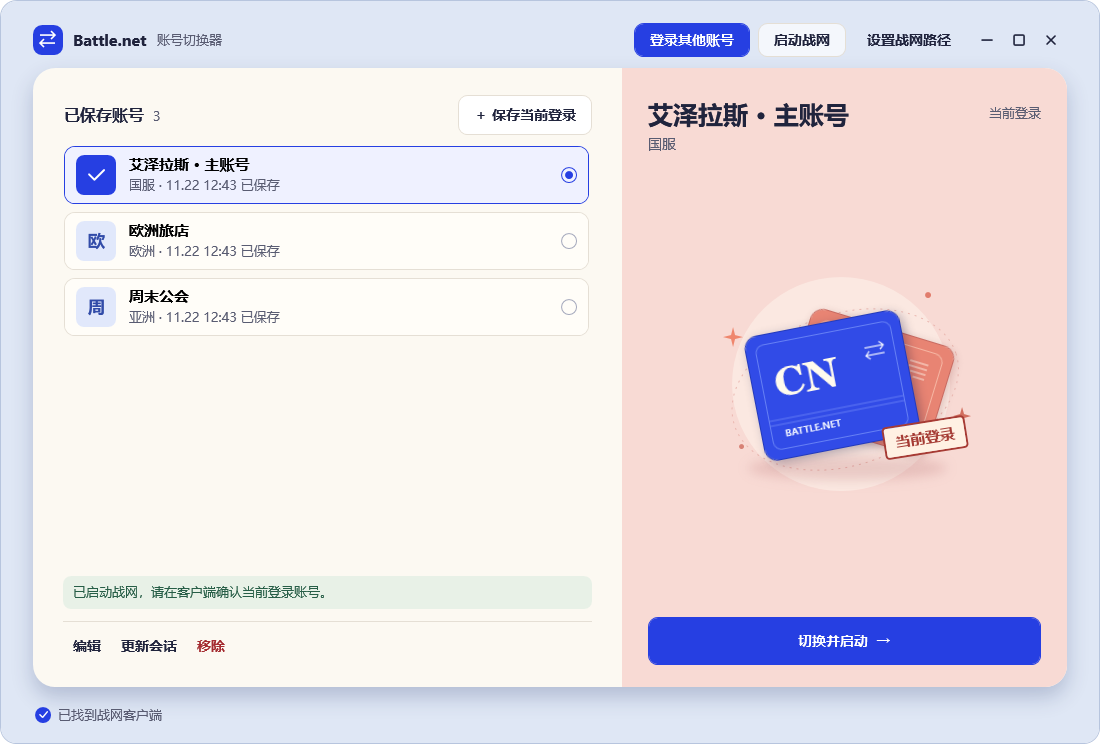 Battle.net 账号切换器
登录其他账号
启动战网
设置战网路径
已保存账号 3
+ 保存当前登录
艾泽拉斯·主账号
国服 · 11.22 12:43 已保存
欧
欧洲旅店
欧洲 · 11.22 12:43 已保存
周
周末公会
亚洲 · 11.22 12:43 已保存
已启动战网，请在客户端确认当前登录账号。
编辑 更新会话 移除
艾泽拉斯·主账号
当前登录
国服
CN
BATTLE.NET
当前登录
切换并启动 →
已找到战网客户端